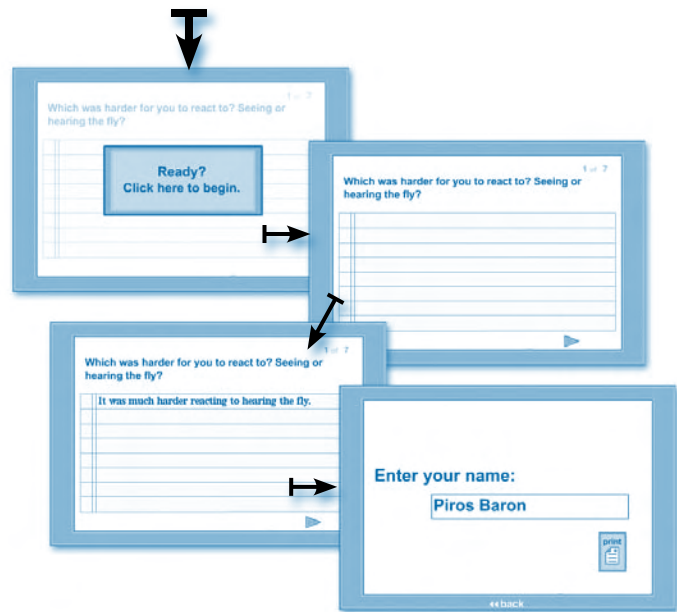 1 of 7
Which was harder for you to react to? Seeing or
hearing the fly?
Ready?
Click here to begin.
1 of 7
Which was harder for you to react to? Seeing or
hearing the fly?
1 of 7
Which was harder for you to react to? Seeing or
hearing the fly?
It was much harder reacting to hearing the fly.
Enter your name:
Piros Baron
print
back